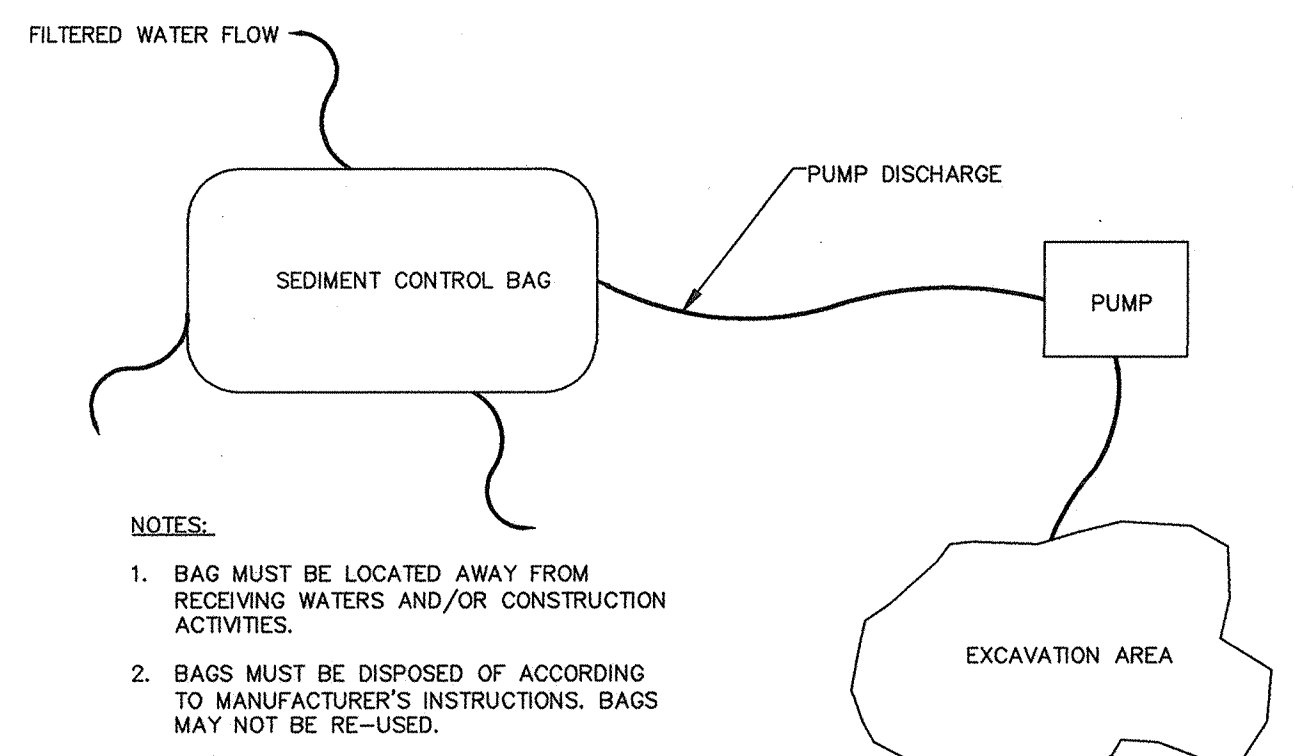 FILTERED WATER FLOW
PUMP DISCHARGE
SEDIMENT CONTROL BAG
PUMP
NOTES:
1. BAG MUST BE LOCATED AWAY FROM
RECEIVING WATERS AND/OR CONSTRUCTION
ACTIVITIES.
2. BAGS MUST BE DISPOSED OF ACCORDING
TO MANUFACTURER'S INSTRUCTIONS. BAGS
MAY NOT BE RE-USED.
EXCAVATION AREA